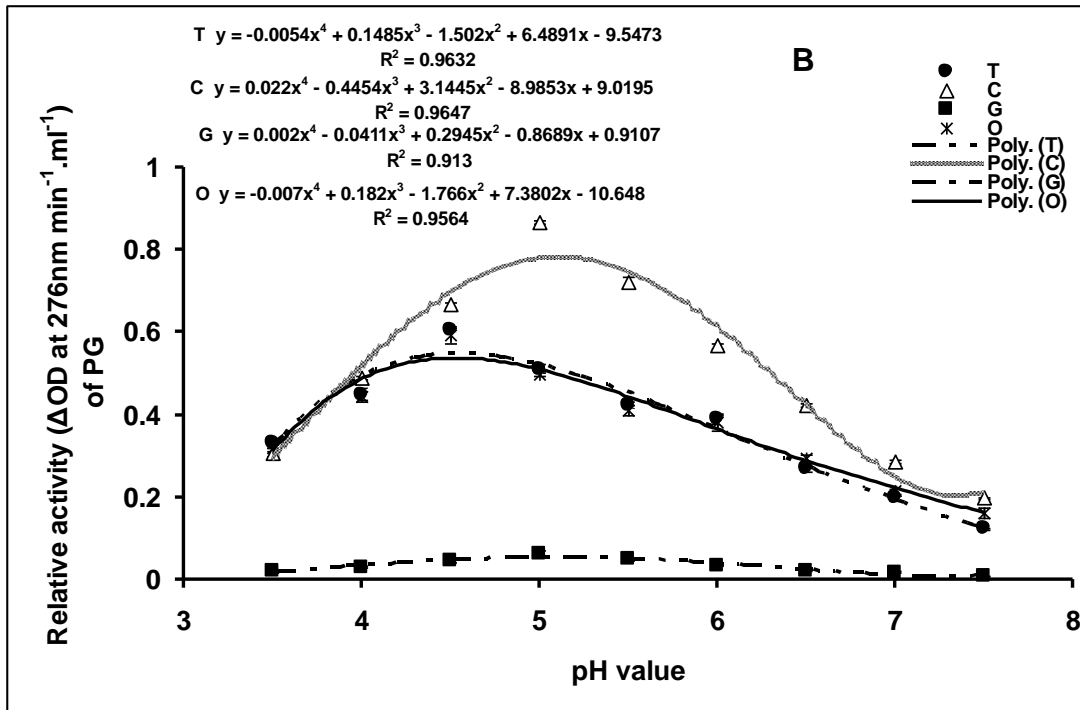 T y = -0.0054x⁴ + 0.1485x³ - 1.502x² + 6.4891x - 9.5473
R² = 0.9632
C y = 0.022x⁴ - 0.4454x³ + 3.1445x² - 8.9853x + 9.0195
R² = 0.9647
G y = 0.002x⁴ - 0.0411x³ + 0.2945x² - 0.8689x + 0.9107
R² = 0.913
O y = -0.007x⁴ + 0.182x³ - 1.766x² + 7.3802x - 10.648
R² = 0.9564
B
T
C
G
O
Poly. (T)
Poly. (C)
Poly. (G)
Poly. (O)
Relative activity (ΔOD at 276nm min⁻¹.ml⁻¹)
of PG
1
0.8
0.6
0.4
0.2
0
3 4 5 6 7 8
pH value